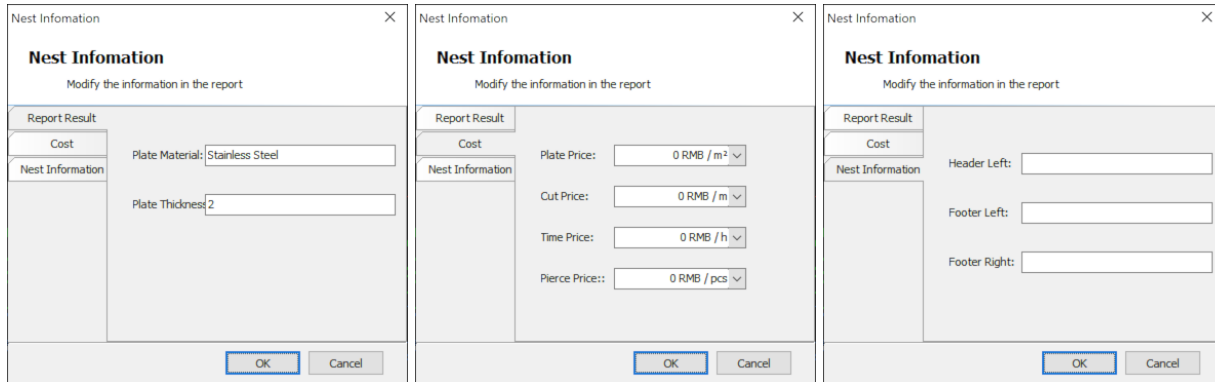 Nest Infomation
Nest Infomation
Modify the information in the report
Report Result
Cost
Nest Information
Plate Material: Stainless Steel
Plate Thickness 2
OK Cancel
Nest Infomation
Nest Infomation
Modify the information in the report
Report Result
Cost
Nest Information
Plate Price: 0 RMB / m²
Cut Price: 0 RMB / m
Time Price: 0 RMB / h
Pierce Price:: 0 RMB / pcs
OK Cancel
Nest Infomation
Nest Infomation
Modify the information in the report
Report Result
Cost
Nest Information
Header Left:
Footer Left:
Footer Right:
OK Cancel